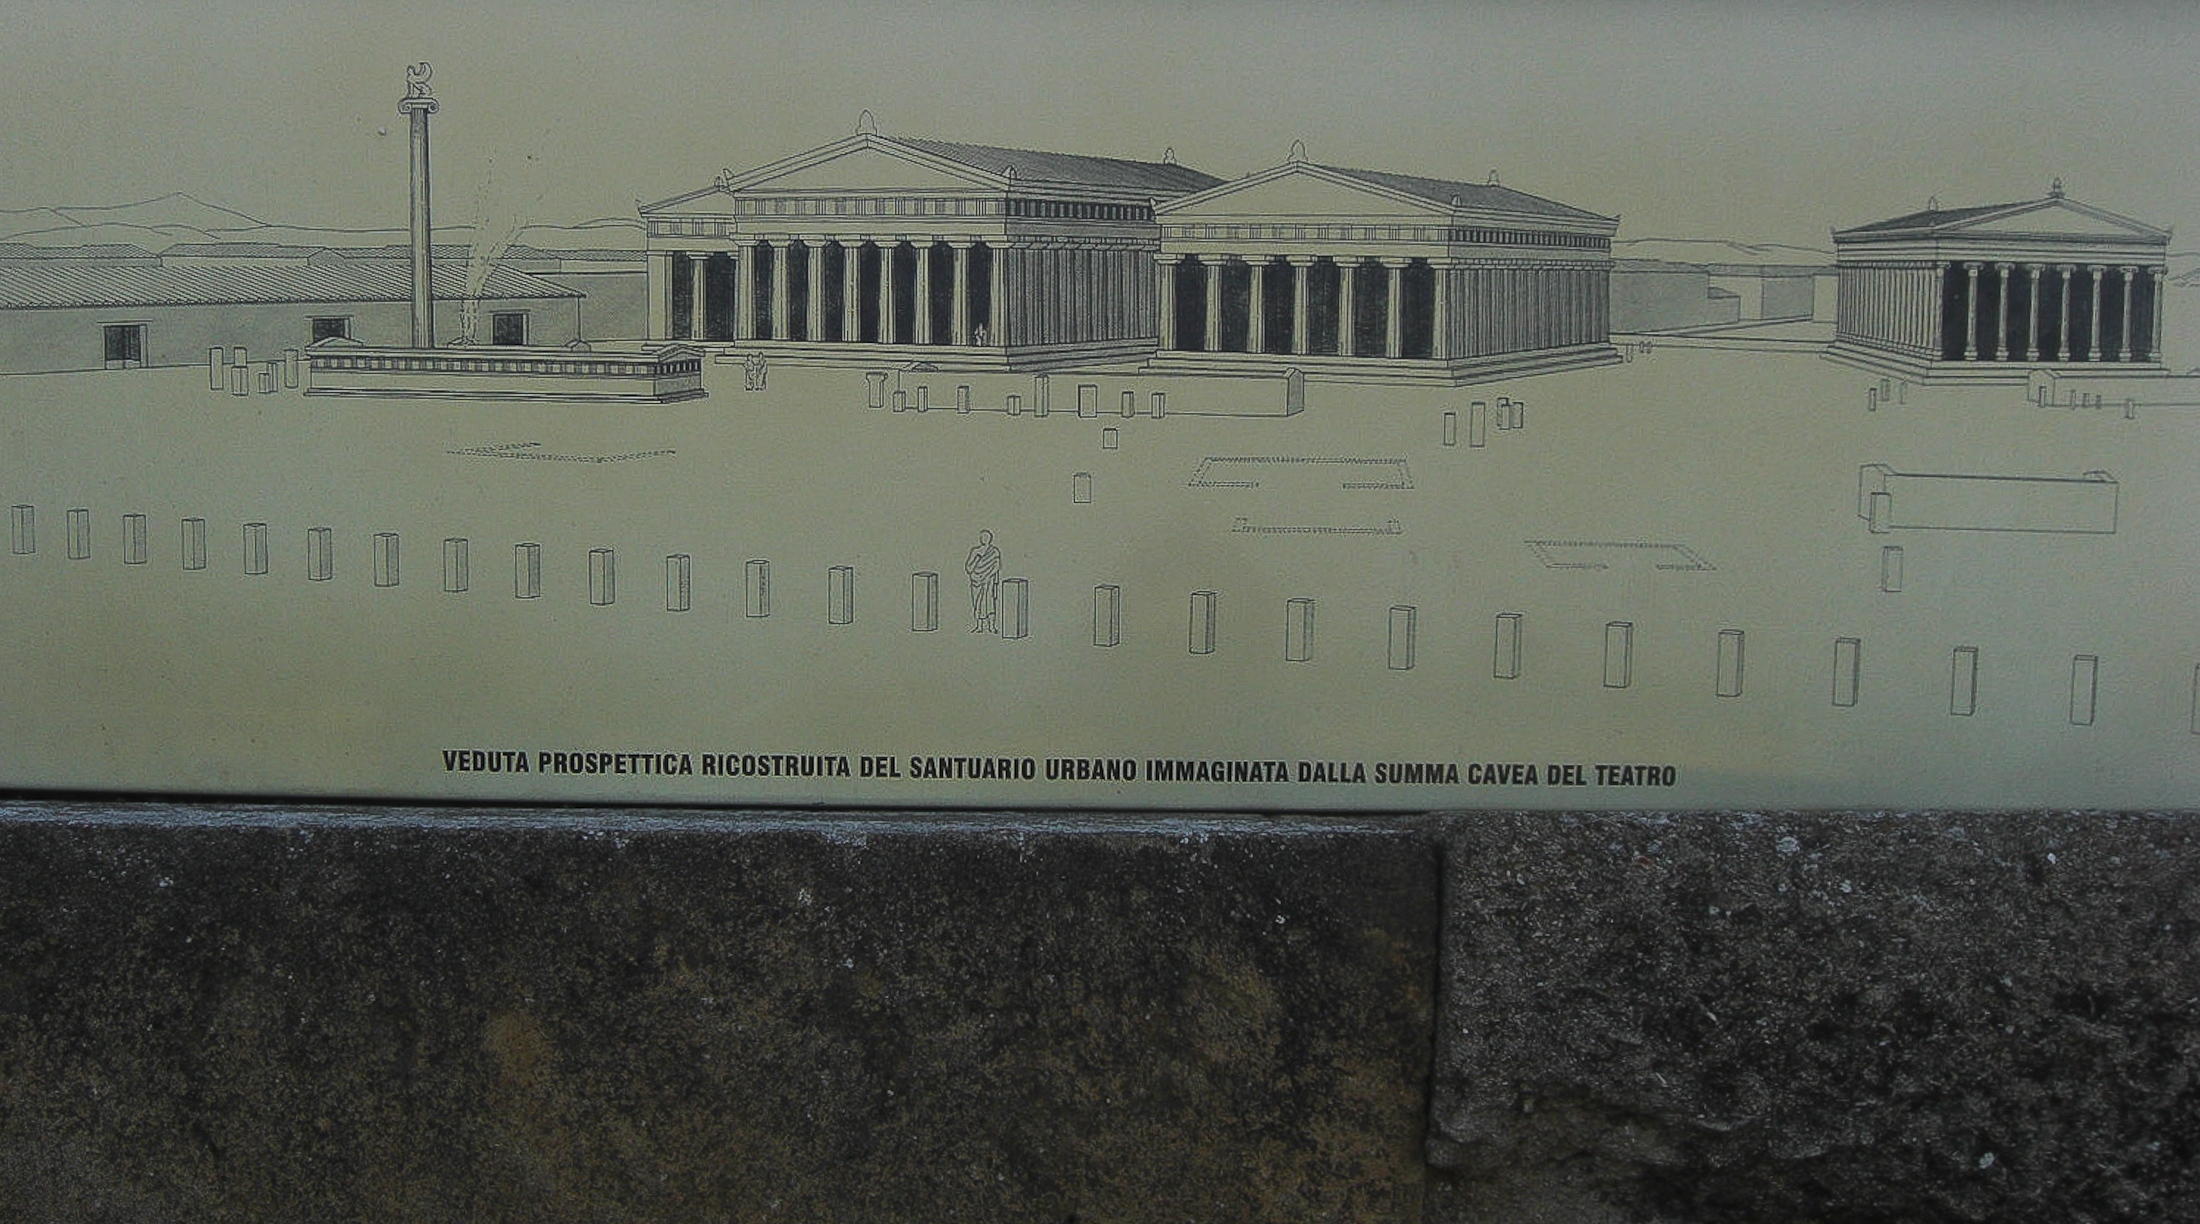 VEDUTA PROSPETTICA RICOSTRUITA DEL SANTUARIO URBANO IMMAGINATA DALLA SUMMA CAVEA DEL TEATRO